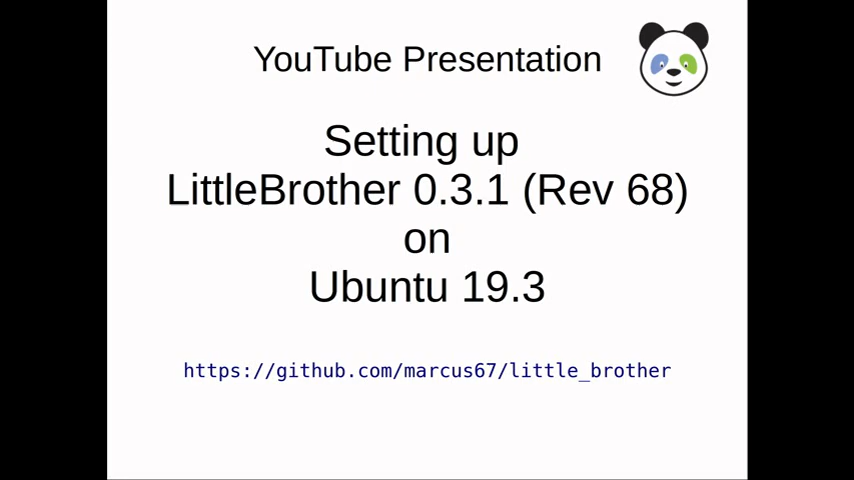 YouTube Presentation
Setting up
LittleBrother 0.3.1 (Rev 68)
on
Ubuntu 19.3
https://github.com/marcus67/little_brother